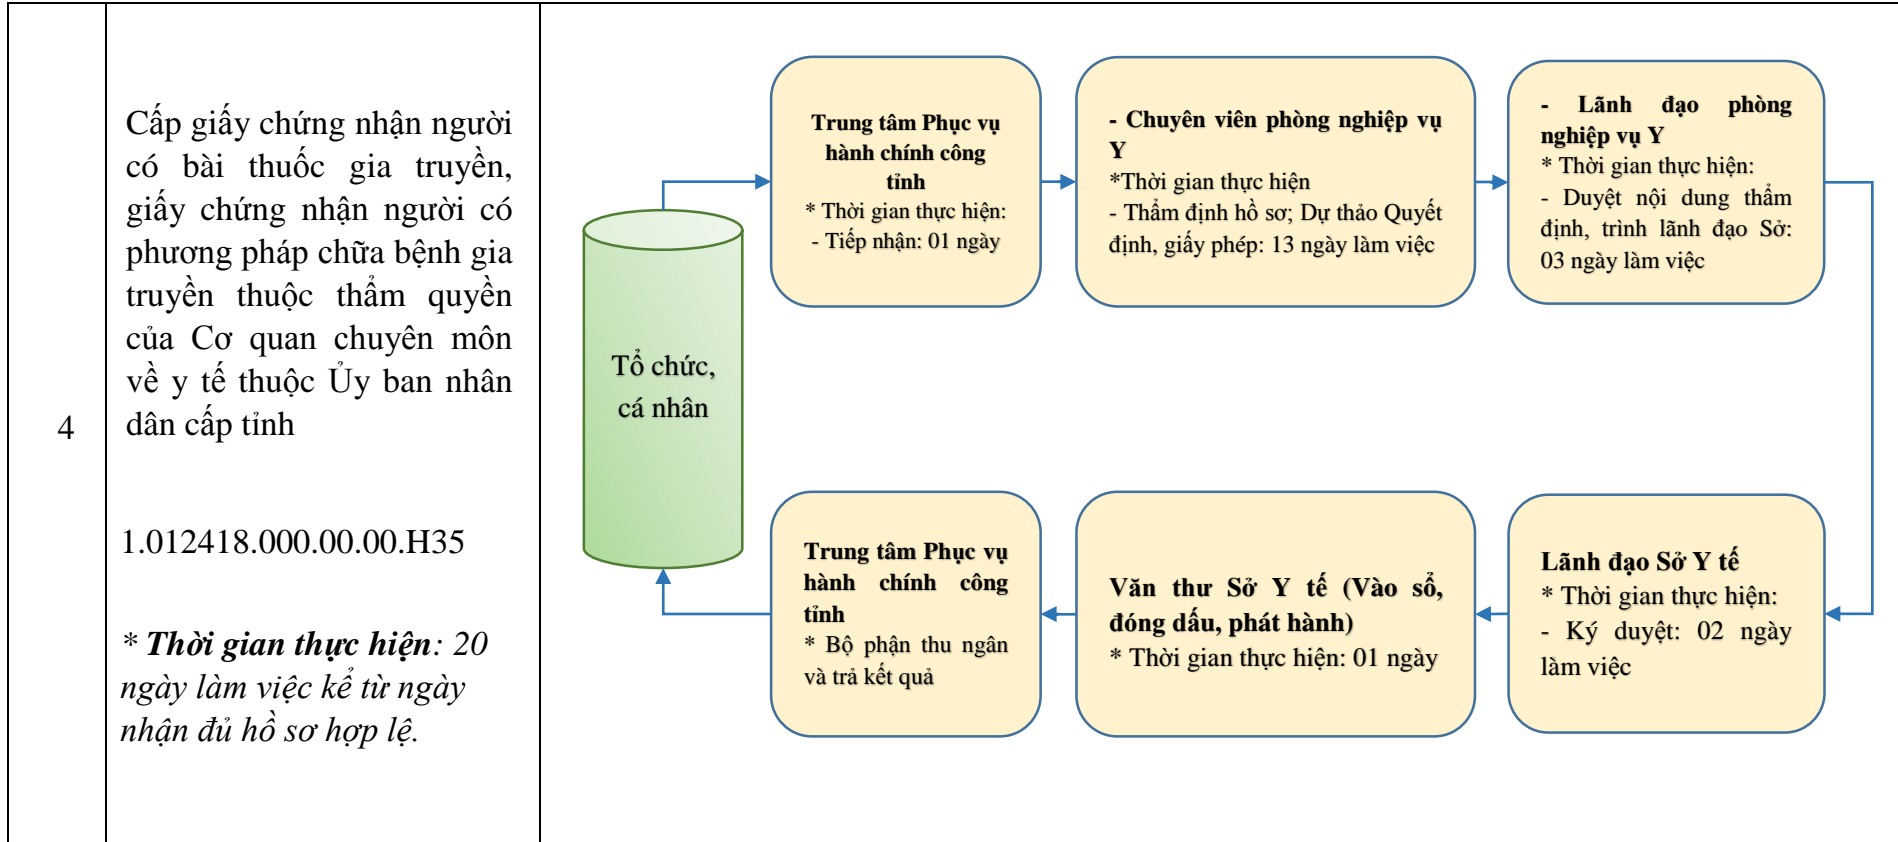 4
Cấp giấy chứng nhận người
có bài thuốc gia truyền,
giấy chứng nhận người có
phương pháp chữa bệnh gia
truyền thuộc thẩm quyền
của Cơ quan chuyên môn
về y tế thuộc Ủy ban nhân
dân cấp tỉnh
1.012418.000.00.00.H35
* Thời gian thực hiện: 20
ngày làm việc kể từ ngày
nhận đủ hồ sơ hợp lệ.
Tổ chức,
cá nhân
Trung tâm Phục vụ
hành chính công
tỉnh
* Thời gian thực hiện:
- Tiếp nhận: 01 ngày
- Chuyên viên phòng nghiệp vụ
Y
*Thời gian thực hiện
- Thẩm định hồ sơ; Dự thảo Quyết
định, giấy phép: 13 ngày làm việc
- Lãnh đạo phòng
nghiệp vụ Y
* Thời gian thực hiện:
- Duyệt nội dung thẩm
định, trình lãnh đạo Sở:
03 ngày làm việc
Lãnh đạo Sở Y tế
* Thời gian thực hiện:
- Ký duyệt: 02 ngày
làm việc
Văn thư Sở Y tế (Vào sổ,
đóng dấu, phát hành)
* Thời gian thực hiện: 01 ngày
Trung tâm Phục vụ
hành chính công
tỉnh
* Bộ phận thu ngân
và trả kết quả